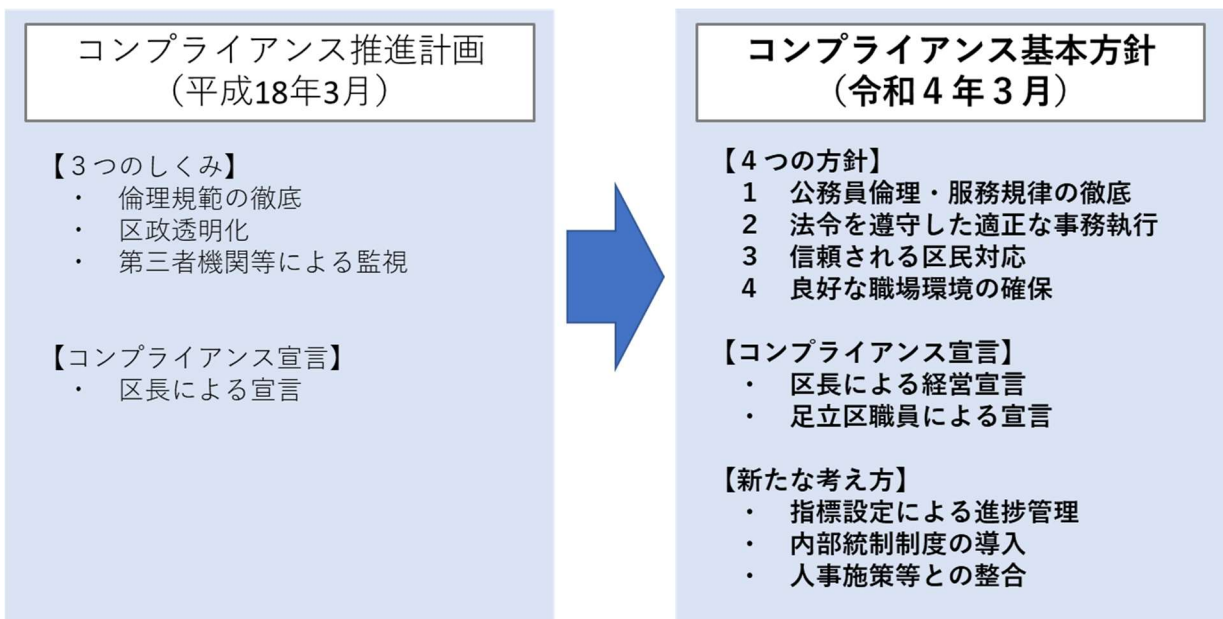 コンプライアンス推進計画
（平成18年3月）
【３つのしくみ】
・　倫理規範の徹底
・　区政透明化
・　第三者機関等による監視
【コンプライアンス宣言】
・　区長による宣言
コンプライアンス基本方針
（令和４年３月）
【４つの方針】
１　公務員倫理・服務規律の徹底
２　法令を遵守した適正な事務執行
３　信頼される区民対応
４　良好な職場環境の確保
【コンプライアンス宣言】
・　区長による経営宣言
・　足立区職員による宣言
【新たな考え方】
・　指標設定による進捗管理
・　内部統制制度の導入
・　人事施策等との整合